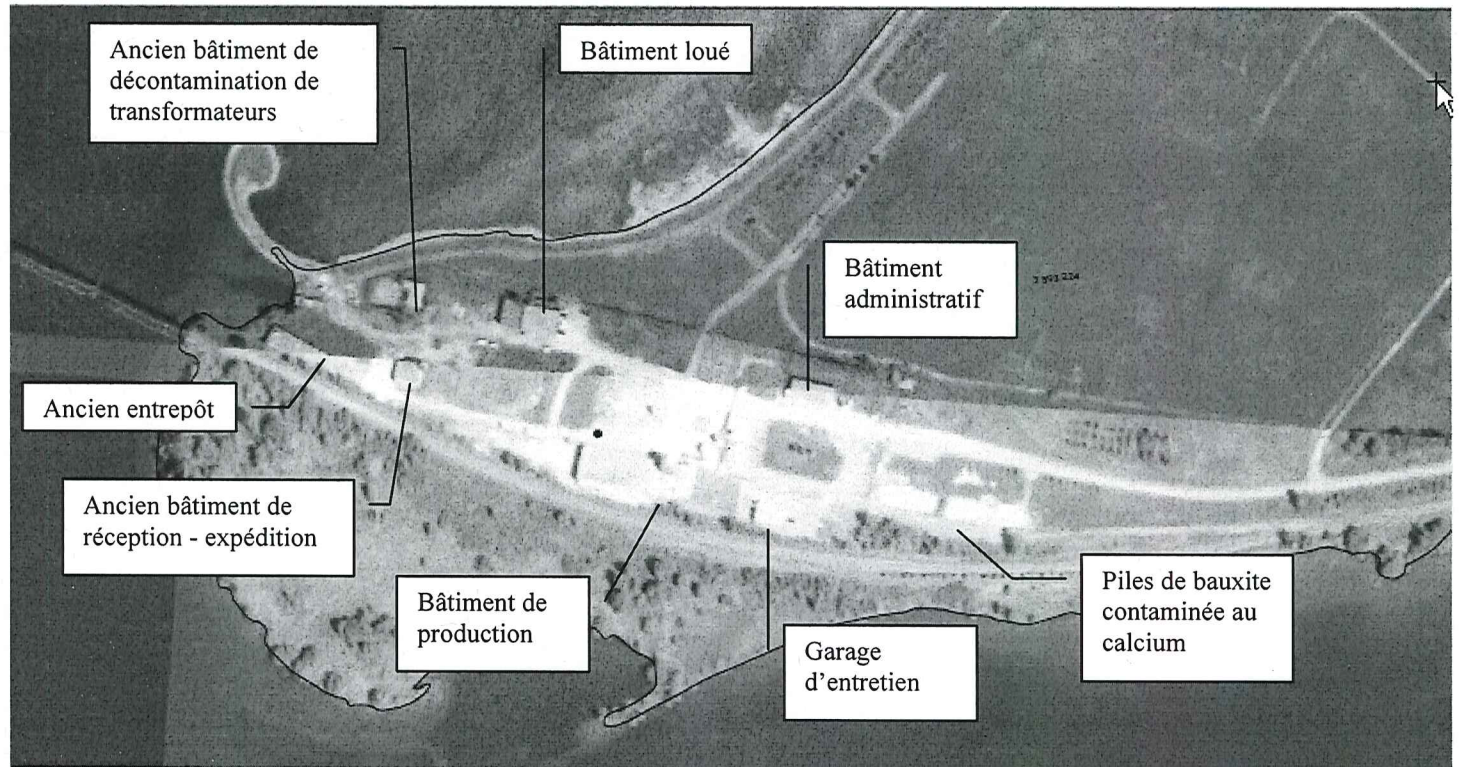 Ancien bâtiment de
décontamination de
transformateurs
Bâtiment loué
Bâtiment
administratif
Ancien entrepôt
Ancien bâtiment de
réception - expédition
Bâtiment de
production
Garage
d'entretien
Piles de bauxite
contaminée au
calcium